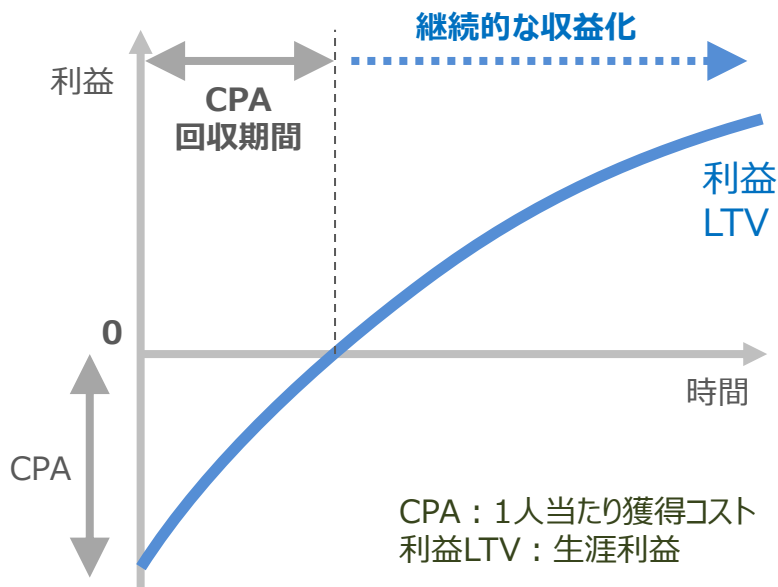 継続的な収益化
利益
CPA
回収期間
利益
LTV
0
時間
CPA
CPA：1人当たり獲得コスト
利益LTV：生涯利益